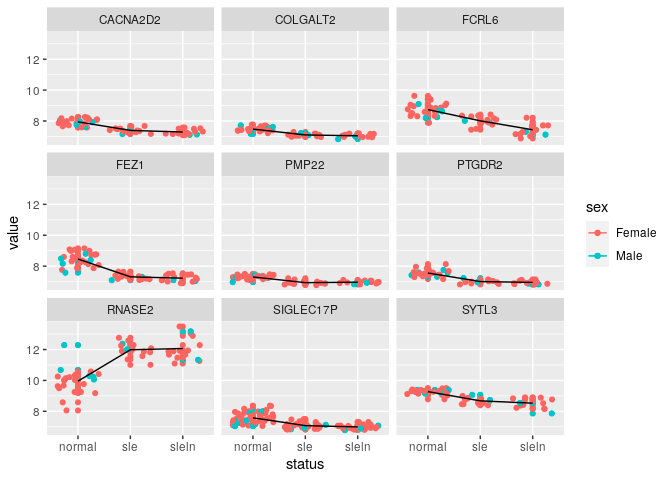 CACNA2D2 COLGALT2 FCRL6
12
10
8
FEZ1 PMP22 PTGDR2
12
10
8
RNASE2 SIGLEC17P SYTL3
12
10
8
normal sle sleln normal sle sleln normal sle sleln
status
value
sex
Female
Male